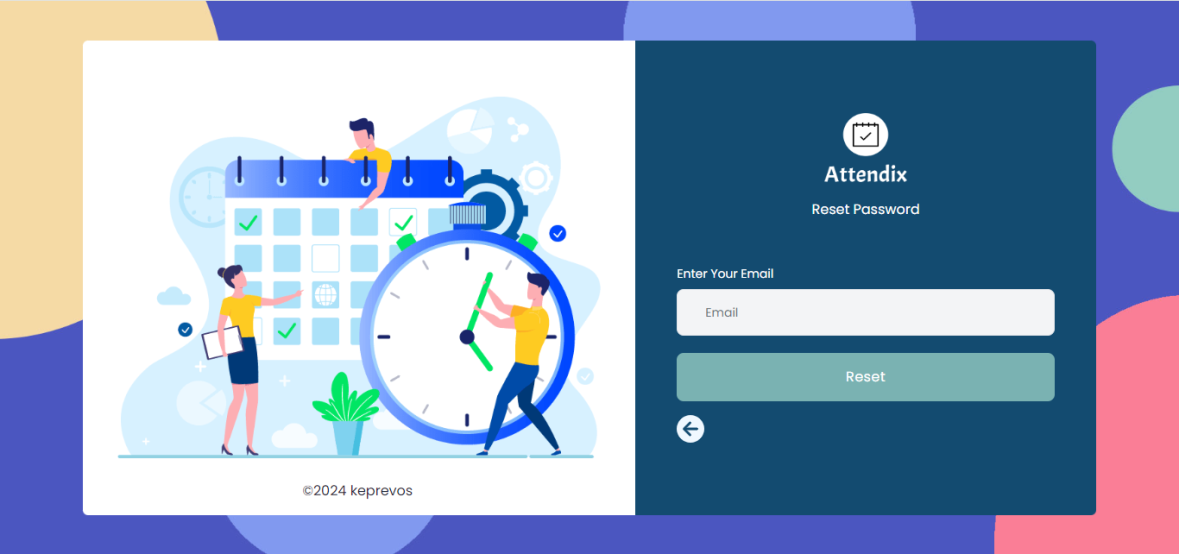 Attendix
Reset Password
Enter Your Email
Email
Reset
©2024 keprevos